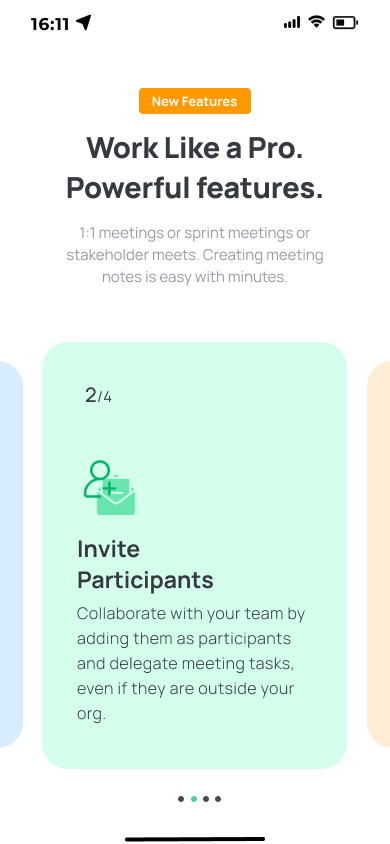 16:11
New Features
Work Like a Pro.
Powerful features.
1:1 meetings or sprint meetings or
stakeholder meets. Creating meeting
notes is easy with minutes.
2/4
Invite
Participants
Collaborate with your team by
adding them as participants
and delegate meeting tasks,
even if they are outside your
org.